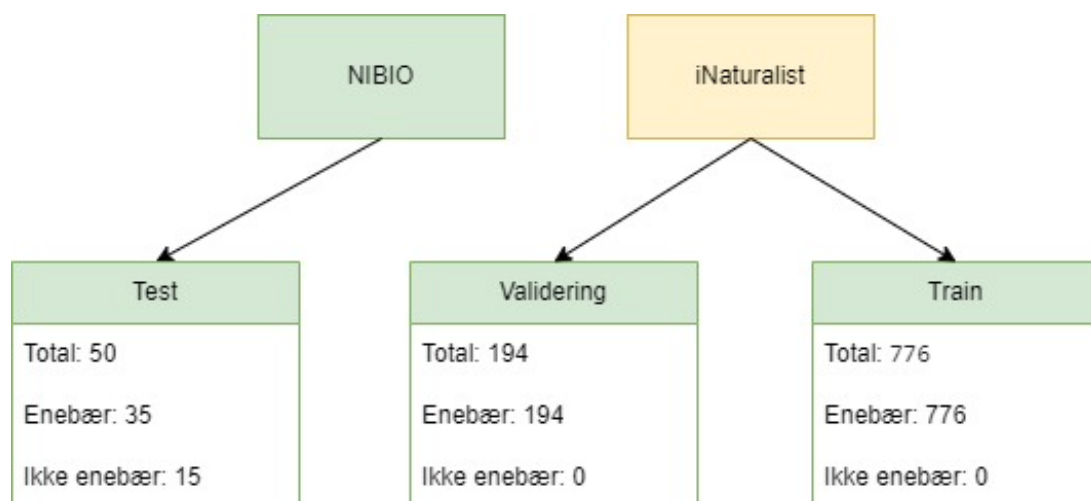 NIBIO
iNaturalist
Test
Total: 50
Enebær: 35
Ikke enebær: 15
Validering
Total: 194
Enebær: 194
Ikke enebær: 0
Train
Total: 776
Enebær: 776
Ikke enebær: 0